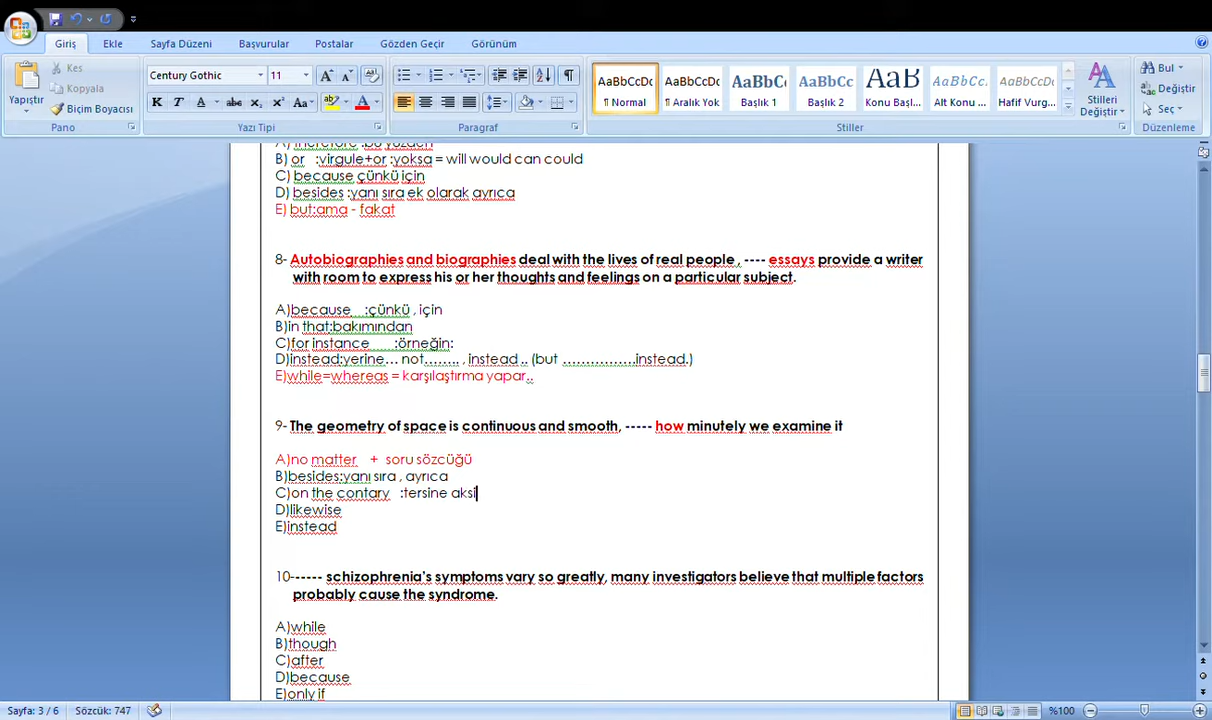 Giriş Ekle Sayfa Düzeni Başvurular Postalar Gözden Geçir Görünüm
Yapıştır Kes Kopyala Biçim Boyacısı
Century Gothic 11
AaBbCcDc AaBbCcDc AaBbCc AaBbCc AaB AaBbCcDc AaBbCcDc
¶ Normal ¶ Aralık Yok Başlık 1 Başlık 2 Konu Başl... Alt Konu ... Hafif Vurg...
Stilleri Değiştir
Bul Değiştir Seç
Pano Yazı Tipi Paragraf Stiller Düzenleme
A) therefore :bu yüzden
B) or :virgule+or :yoksa = will would can could
C) because çünkü için
D) besides :yanı sıra ek olarak ayrıca
E) but:ama - fakat
8- Autobiographies and biographies deal with the lives of real people , ---- essays provide a writer
with room to express his or her thoughts and feelings on a particular subject.
A)because :çünkü , için
B)in that:bakımından
C)for instance :örneğin:
D)instead:yerine... not........ , instead .. (but ................instead.)
E)while=whereas = karşılaştırma yapar..
9- The geometry of space is continuous and smooth, ----- how minutely we examine it
A)no matter + soru sözcüğü
B)besides:yanı sıra , ayrıca
C)on the contary :tersine aksi
D)likewise
E)instead
10------ schizophrenia's symptoms vary so greatly, many investigators believe that multiple factors
probably cause the syndrome.
A)while
B)though
C)after
D)because
E)only if
Sayfa: 3 / 6 Sözcük: 747 %100